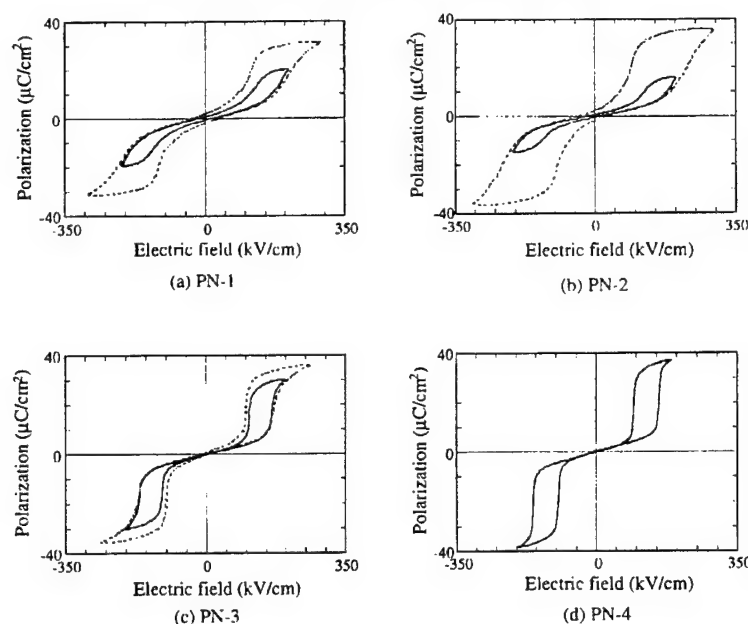 40
0
-40
-350
0
350
Polarization (μC/cm²)
Electric field (kV/cm)
(a) PN-1
40
0
-40
-350
0
350
Polarization (μC/cm²)
Electric field (kV/cm)
(b) PN-2
40
0
-40
-350
0
350
Polarization (μC/cm²)
Electric field (kV/cm)
(c) PN-3
40
0
-40
-350
0
350
Polarization (μC/cm²)
Electric field (kV/cm)
(d) PN-4